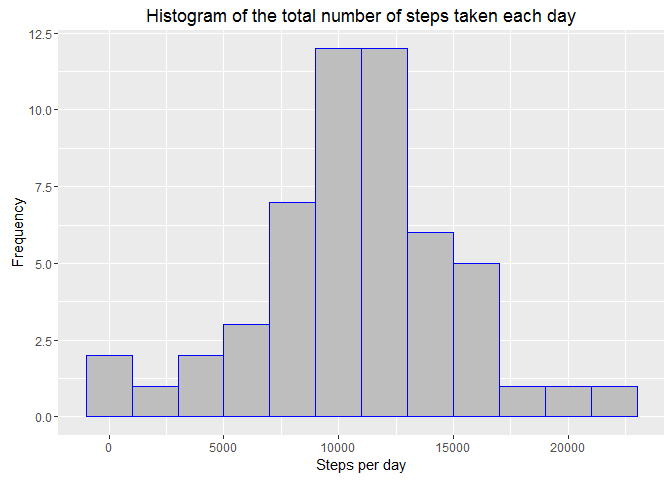 Histogram of the total number of steps taken each day
12.5
10.0
7.5
5.0
2.5
0.0
Frequency
0 5000 10000 15000 20000
Steps per day